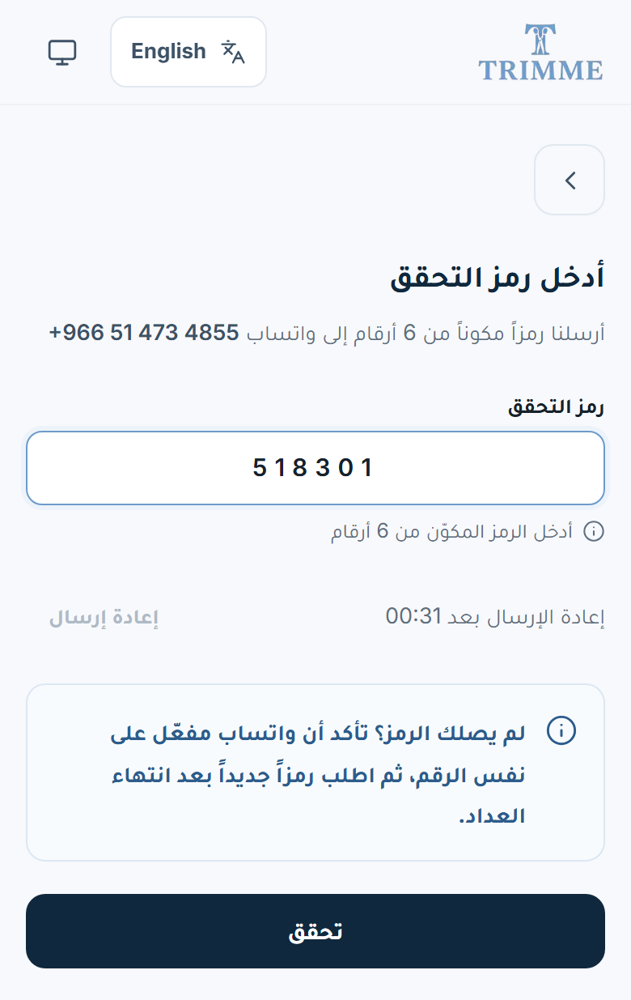 TRIMME
English
أدخل رمز التحقق
أرسلنا رمزاً مكوناً من 6 أرقام إلى واتساب +966 51 473 4855
رمز التحقق
518301
أدخل الرمز المكوّن من 6 أرقام
إعادة الإرسال بعد 00:31
إعادة إرسال
لم يصلك الرمز؟ تأكد أن واتساب مفعّل على
نفس الرقم، ثم اطلب رمزاً جديداً بعد انتهاء
العداد.
تحقق